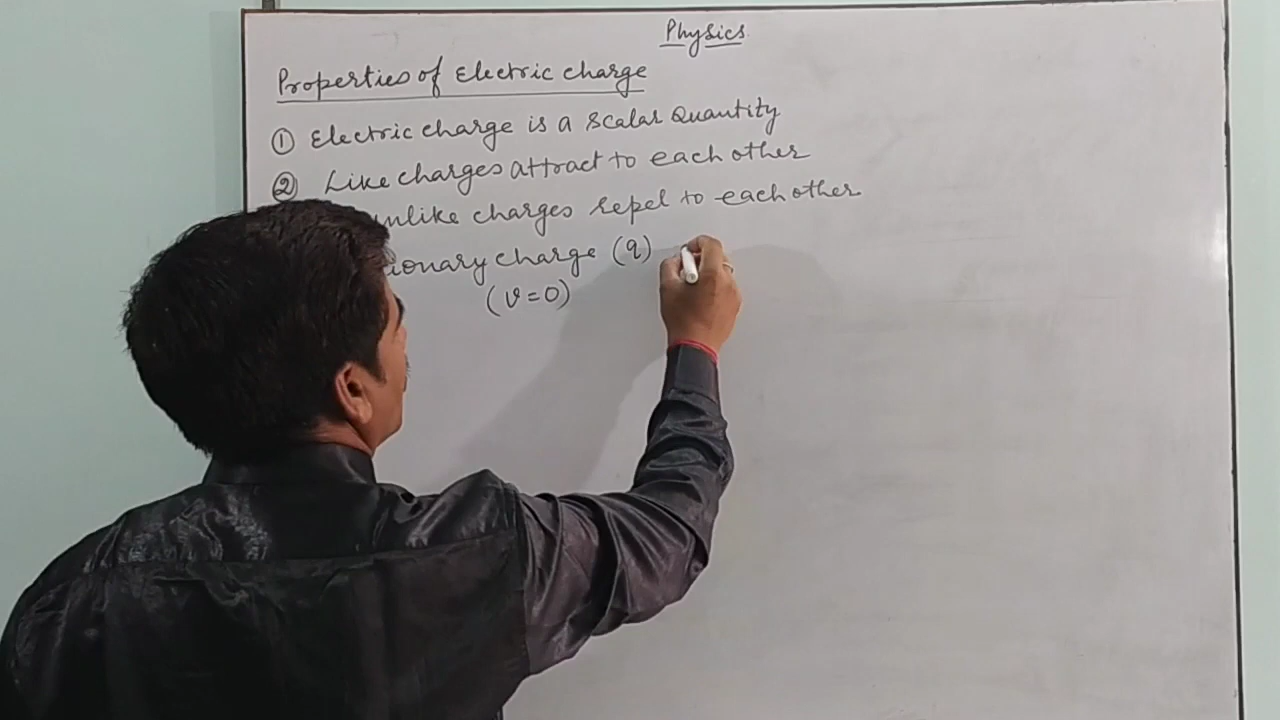 Physics
Properties of Electric charge
① Electric charge is a scalar Quantity
② Like charges attract to each other
unlike charges repel to each other
ionary charge (q)
(v=0)